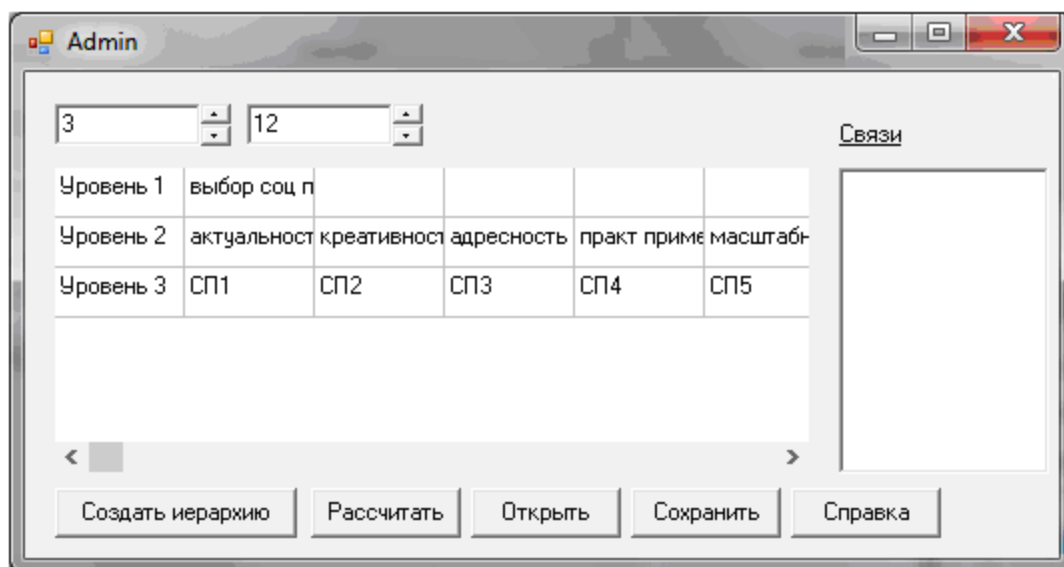 Admin
3 12
Связи
Уровень 1 выбор соц п
Уровень 2 актуальност креативност адресность практ приме масштабн
Уровень 3 СП1 СП2 СП3 СП4 СП5
Создать иерархию Рассчитать Открыть Сохранить Справка